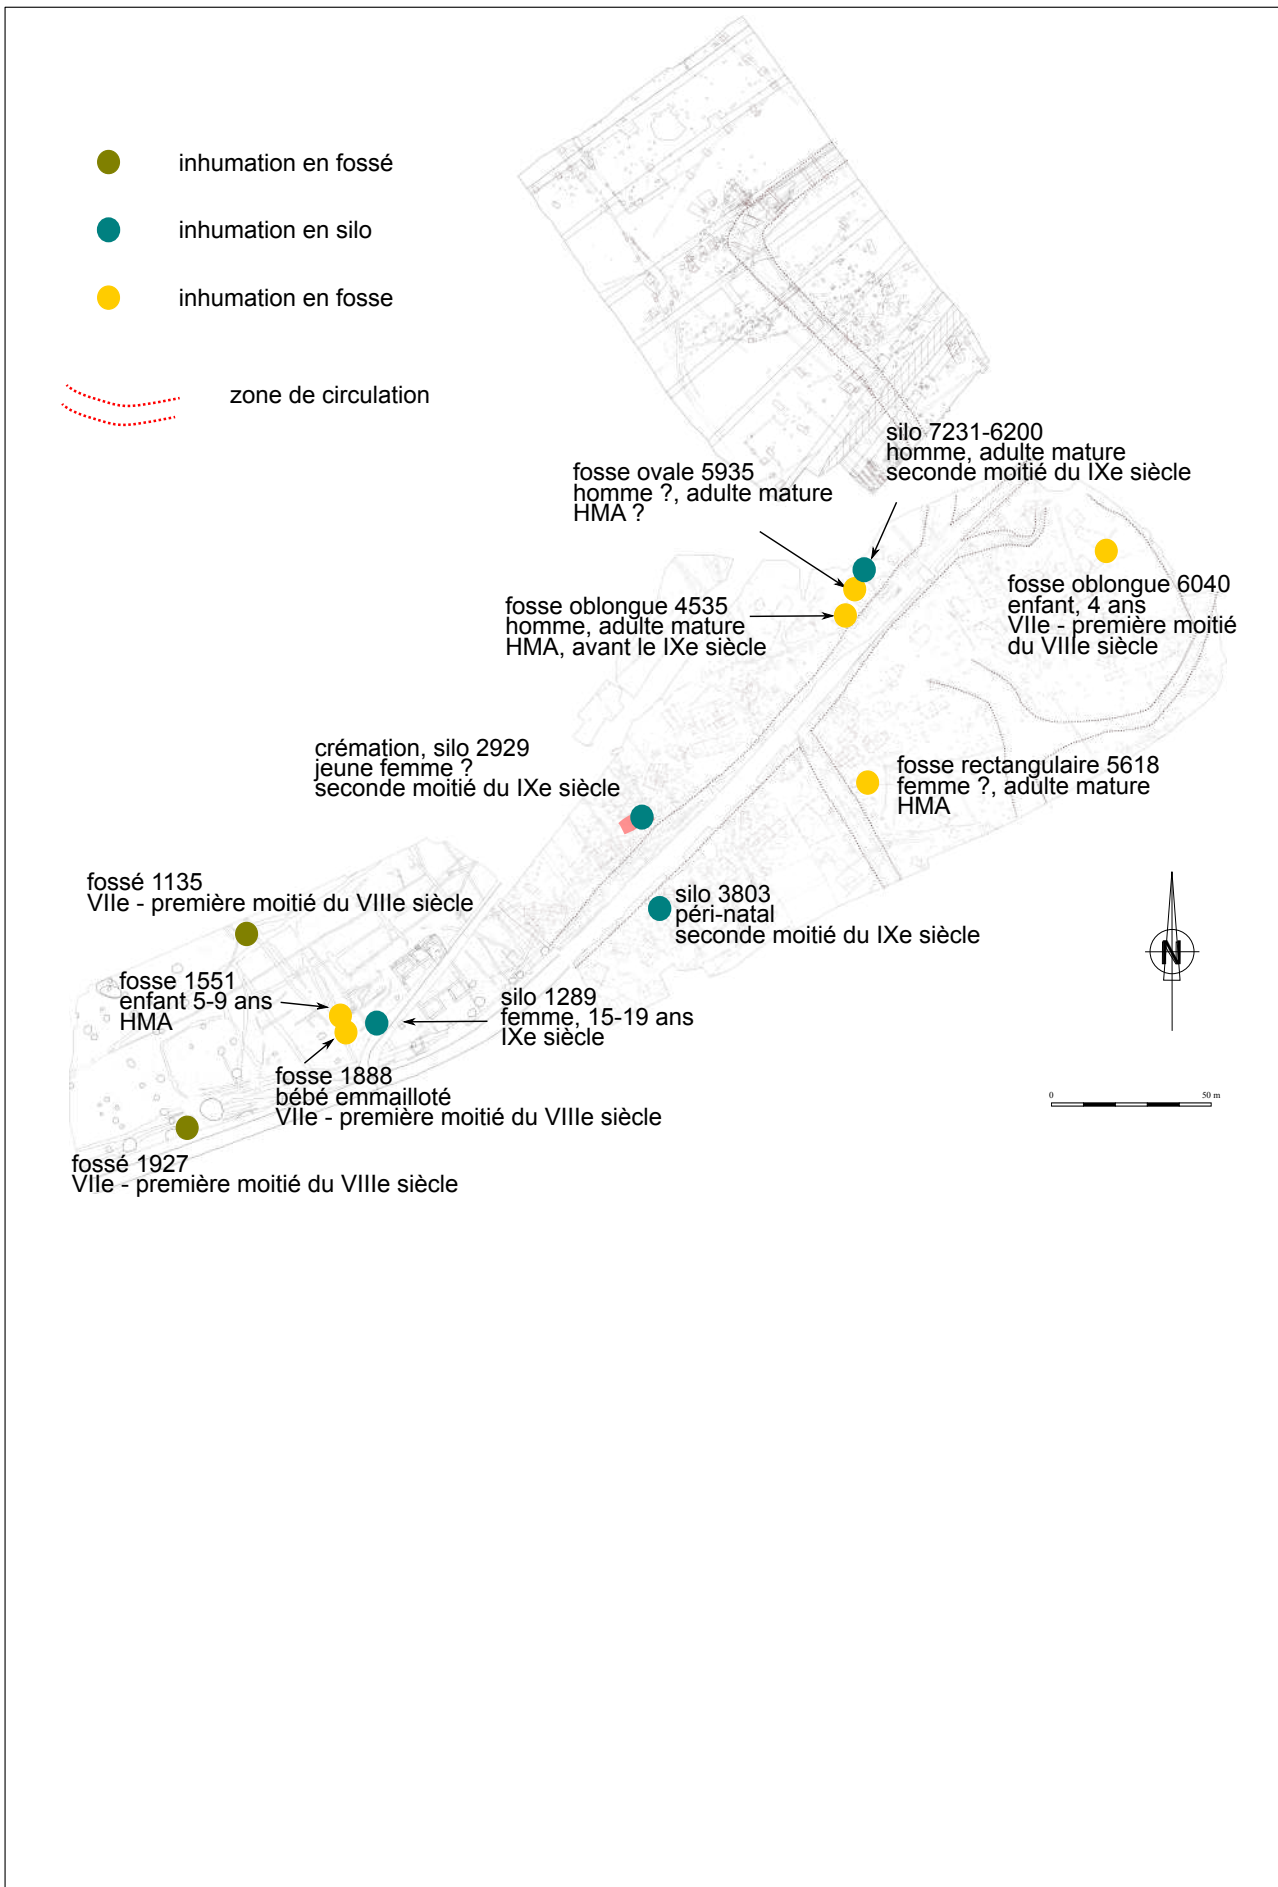 inhumation en fossé
inhumation en silo
inhumation en fosse
zone de circulation
silo 7231-6200
homme, adulte mature
seconde moitié du IXe siècle
fosse ovale 5935
homme ?, adulte mature
HMA ?
fosse oblongue 6040
enfant, 4 ans
VIIe - première moitié
du VIIIe siècle
fosse oblongue 4535
homme, adulte mature
HMA, avant le IXe siècle
crémation, silo 2929
jeune femme ?
seconde moitié du IXe siècle
fosse rectangulaire 5618
femme ?, adulte mature
HMA
fossé 1135
VIIe - première moitié du VIIIe siècle
silo 3803
péri-natal
seconde moitié du IXe siècle
N
fosse 1551
enfant 5-9 ans
HMA
silo 1289
femme, 15-19 ans
IXe siècle
fosse 1888
bébé emmailloté
VIIe - première moitié du VIIIe siècle
0 50 m
fossé 1927
VIIe - première moitié du VIIIe siècle